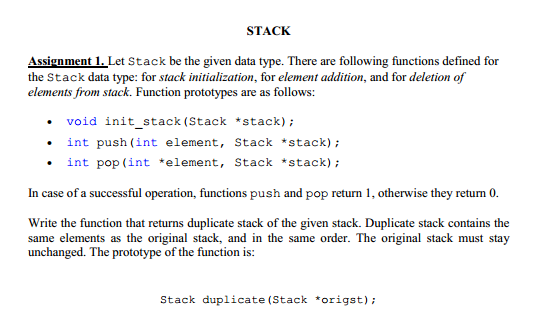 STACK
Assignment 1. Let Stack be the given data type. There are following functions defined for
the Stack data type: for stack initialization, for element addition, and for deletion of
elements from stack. Function prototypes are as follows:
• void init_stack(Stack *stack);
• int push(int element, Stack *stack);
• int pop(int *element, Stack *stack);
In case of a successful operation, functions push and pop return 1, otherwise they return 0.
Write the function that returns duplicate stack of the given stack. Duplicate stack contains the
same elements as the original stack, and in the same order. The original stack must stay
unchanged. The prototype of the function is:
Stack duplicate(Stack *origst);